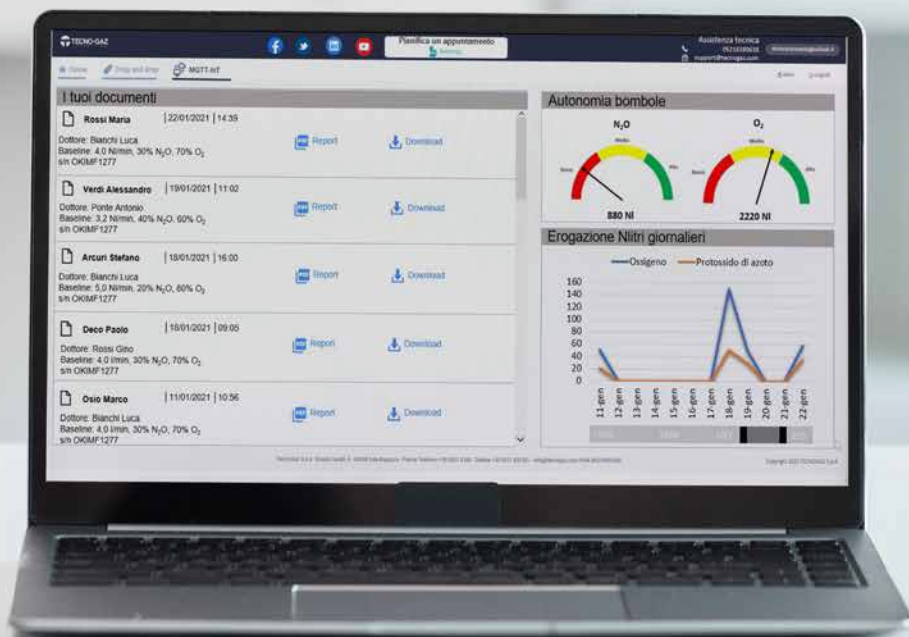 TECNO-GAZ
Pianifica un appuntamento
Assistenza tecnica
Home
Drag and drop
MQTT-IoT
I tuoi documenti
Rossi Maria | 22/01/2021 | 14:39
Dottore: Bianchi Luca
Baseline: 4,0 Nl/min, 30% N₂O, 70% O₂
s/n OKIMF1277
Report
Download
Verdi Alessandro | 19/01/2021 | 11:02
Dottore: Ponte Antonio
Baseline: 3,2 Nl/min, 40% N₂O, 60% O₂
s/n OKIMF1277
Report
Download
Arcuri Stefano | 18/01/2021 | 16:00
Dottore: Bianchi Luca
Baseline: 5,0 Nl/min, 20% N₂O, 80% O₂
s/n OKIMF1277
Report
Download
Deco Paolo | 18/01/2021 | 09:05
Dottore: Rossi Gino
Baseline: 4,0 l/min, 30% N₂O, 70% O₂
s/n OKIMF1277
Report
Download
Osio Marco | 11/01/2021 | 10:56
Dottore: Bianchi Luca
Baseline: 4,0 l/min, 30% N₂O, 70% O₂
s/n OKIMF1277
Report
Download
Autonomia bombole
N₂O
Medio
Basso
Alto
880 Nl
O₂
Medio
Basso
Alto
2220 Nl
Erogazione Nlitri giornalieri
Ossigeno
Protossido di azoto
160
140
120
100
80
60
40
20
0
11-gen
12-gen
13-gen
14-gen
15-gen
16-gen
17-gen
18-gen
19-gen
20-gen
21-gen
22-gen